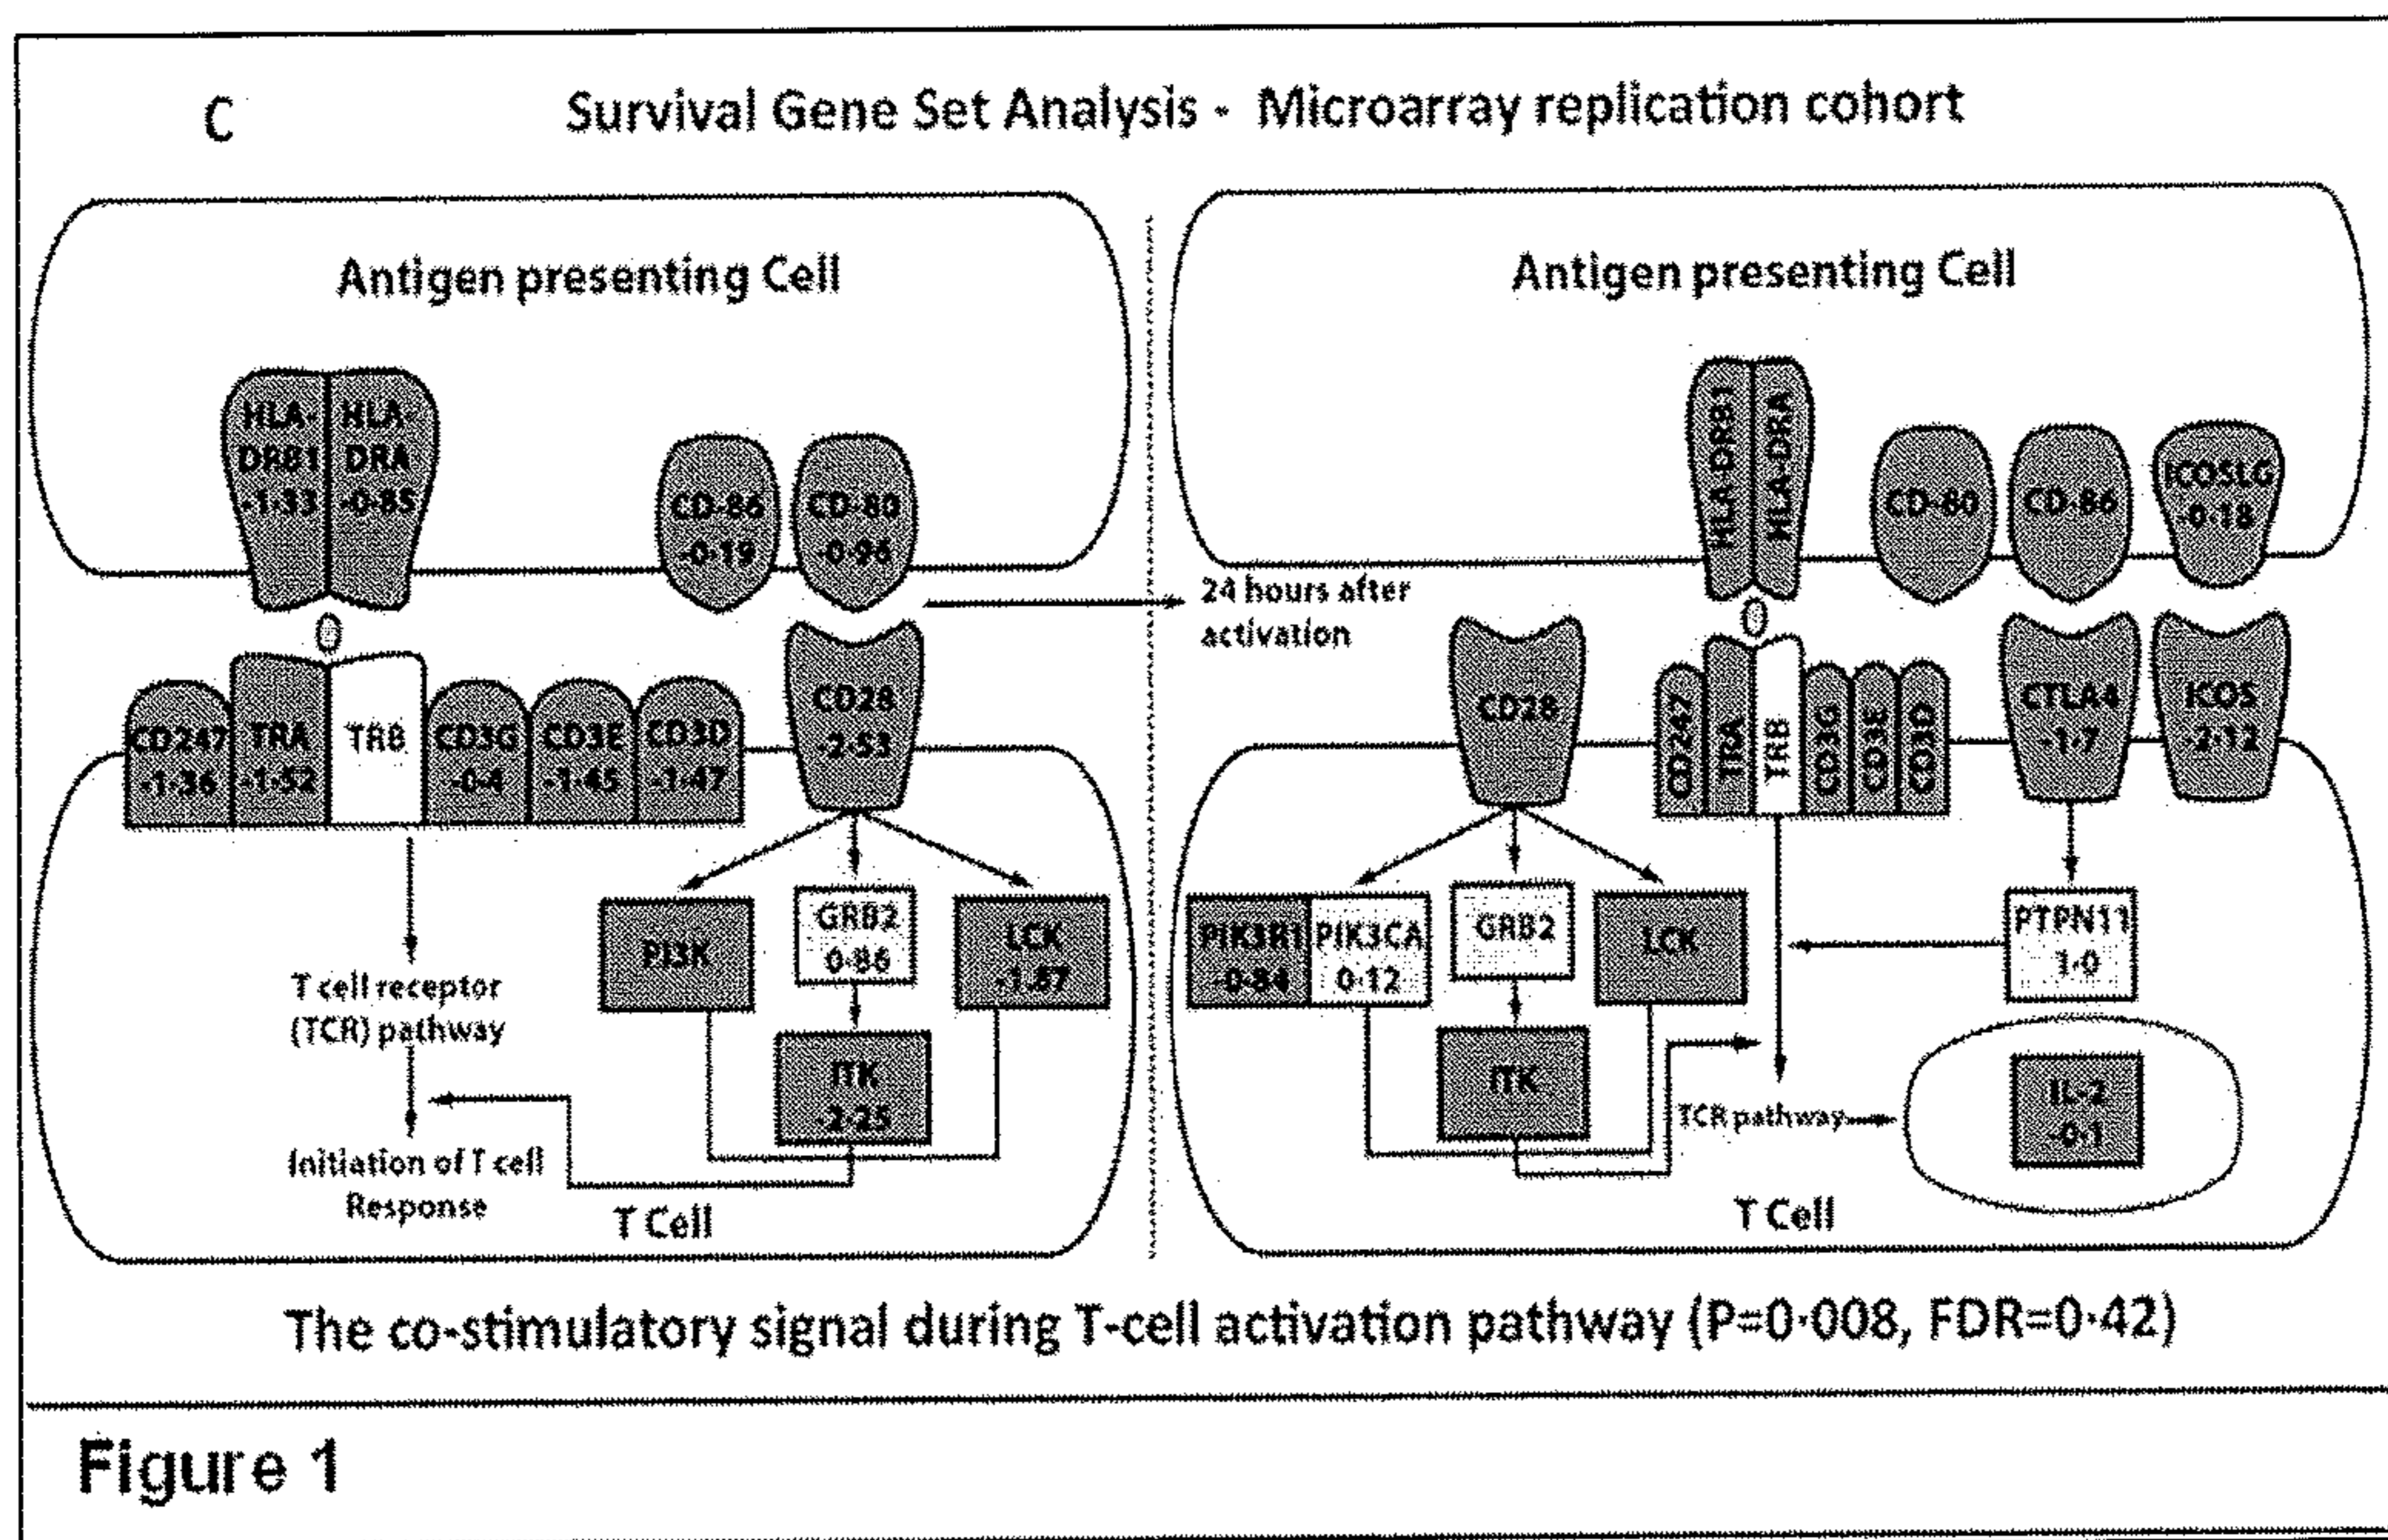 C
Survival Gene Set Analysis - Microarray replication cohort
Antigen presenting Cell
HLA-
DRB1
-1·33
HLA-
DRA
-0·85
CD-86
-0·19
CD-80
-0·96
24 hours after
activation
CD247
-1·36
TRA
-1·52
TRB
CD3G
-0·4
CD3E
-1·45
CD3D
-1·47
CD28
-2·53
T cell receptor
(TCR) pathway
Initiation of T cell
Response
PI3K
GRB2
0·86
LCK
-1.87
ITK
-2·25
T Cell
Antigen presenting Cell
HLA-DRB1
HLA-DRA
CD-80
CD-86
ICOSLG
-0·18
CD28
CD247
TRA
TRB
CD3G
CD3E
CD3D
CTLA4
-1·7
ICOS
-2·12
PIK3R1
-0·84
PIK3CA
0·12
GRB2
LCK
PTPN11
1·0
ITK
TCR pathway
IL-2
-0·1
T Cell
The co-stimulatory signal during T-cell activation pathway (P=0·008, FDR=0·42)
Figure 1